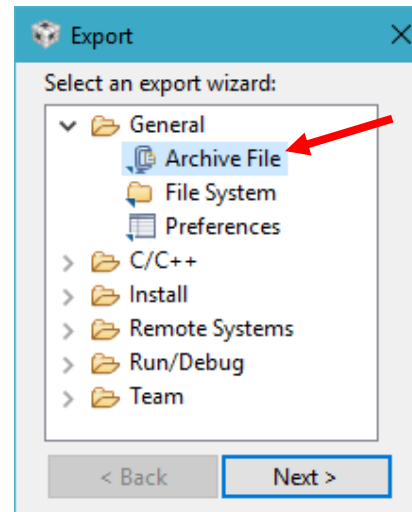 Export
Select an export wizard:
General
Archive File
File System
Preferences
C/C++
Install
Remote Systems
Run/Debug
Team
< Back Next >